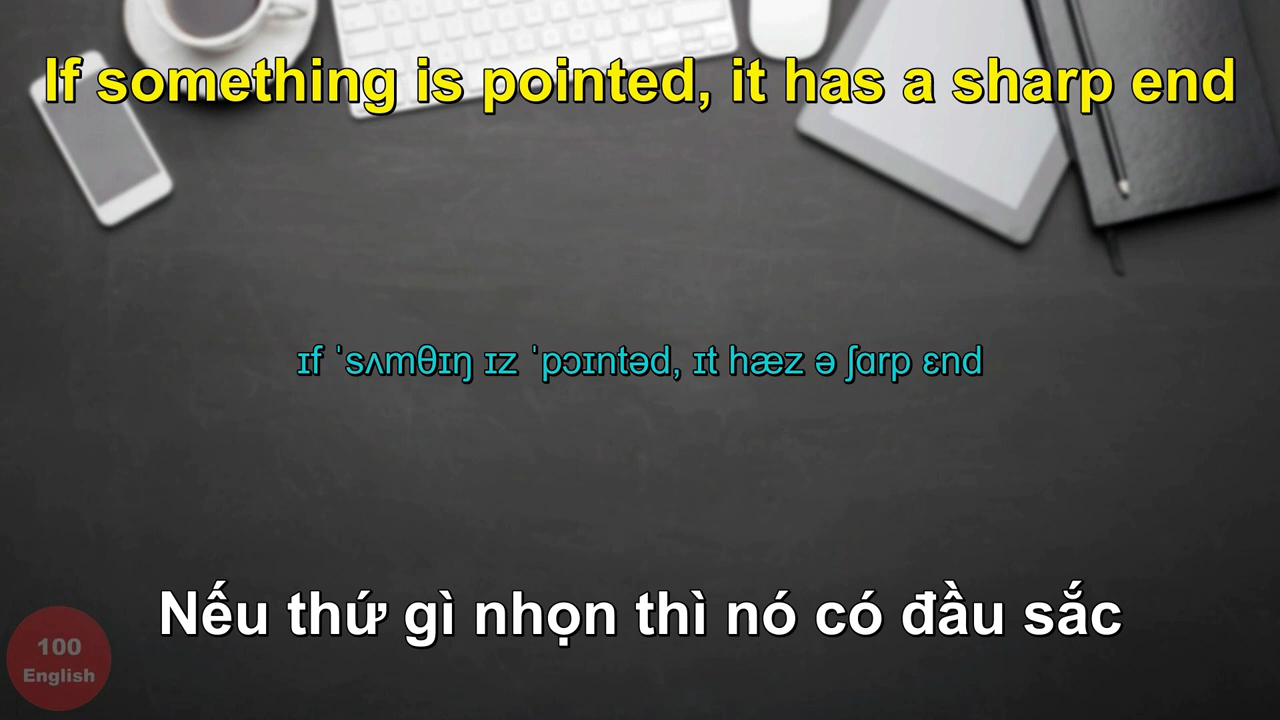 If something is pointed, it has a sharp end
ɪf ˈsʌmθɪŋ ɪz ˈpɔɪntəd, ɪt hæz ə ʃɑrp ɛnd
Nếu thứ gì nhọn thì nó có đầu sắc
100
English